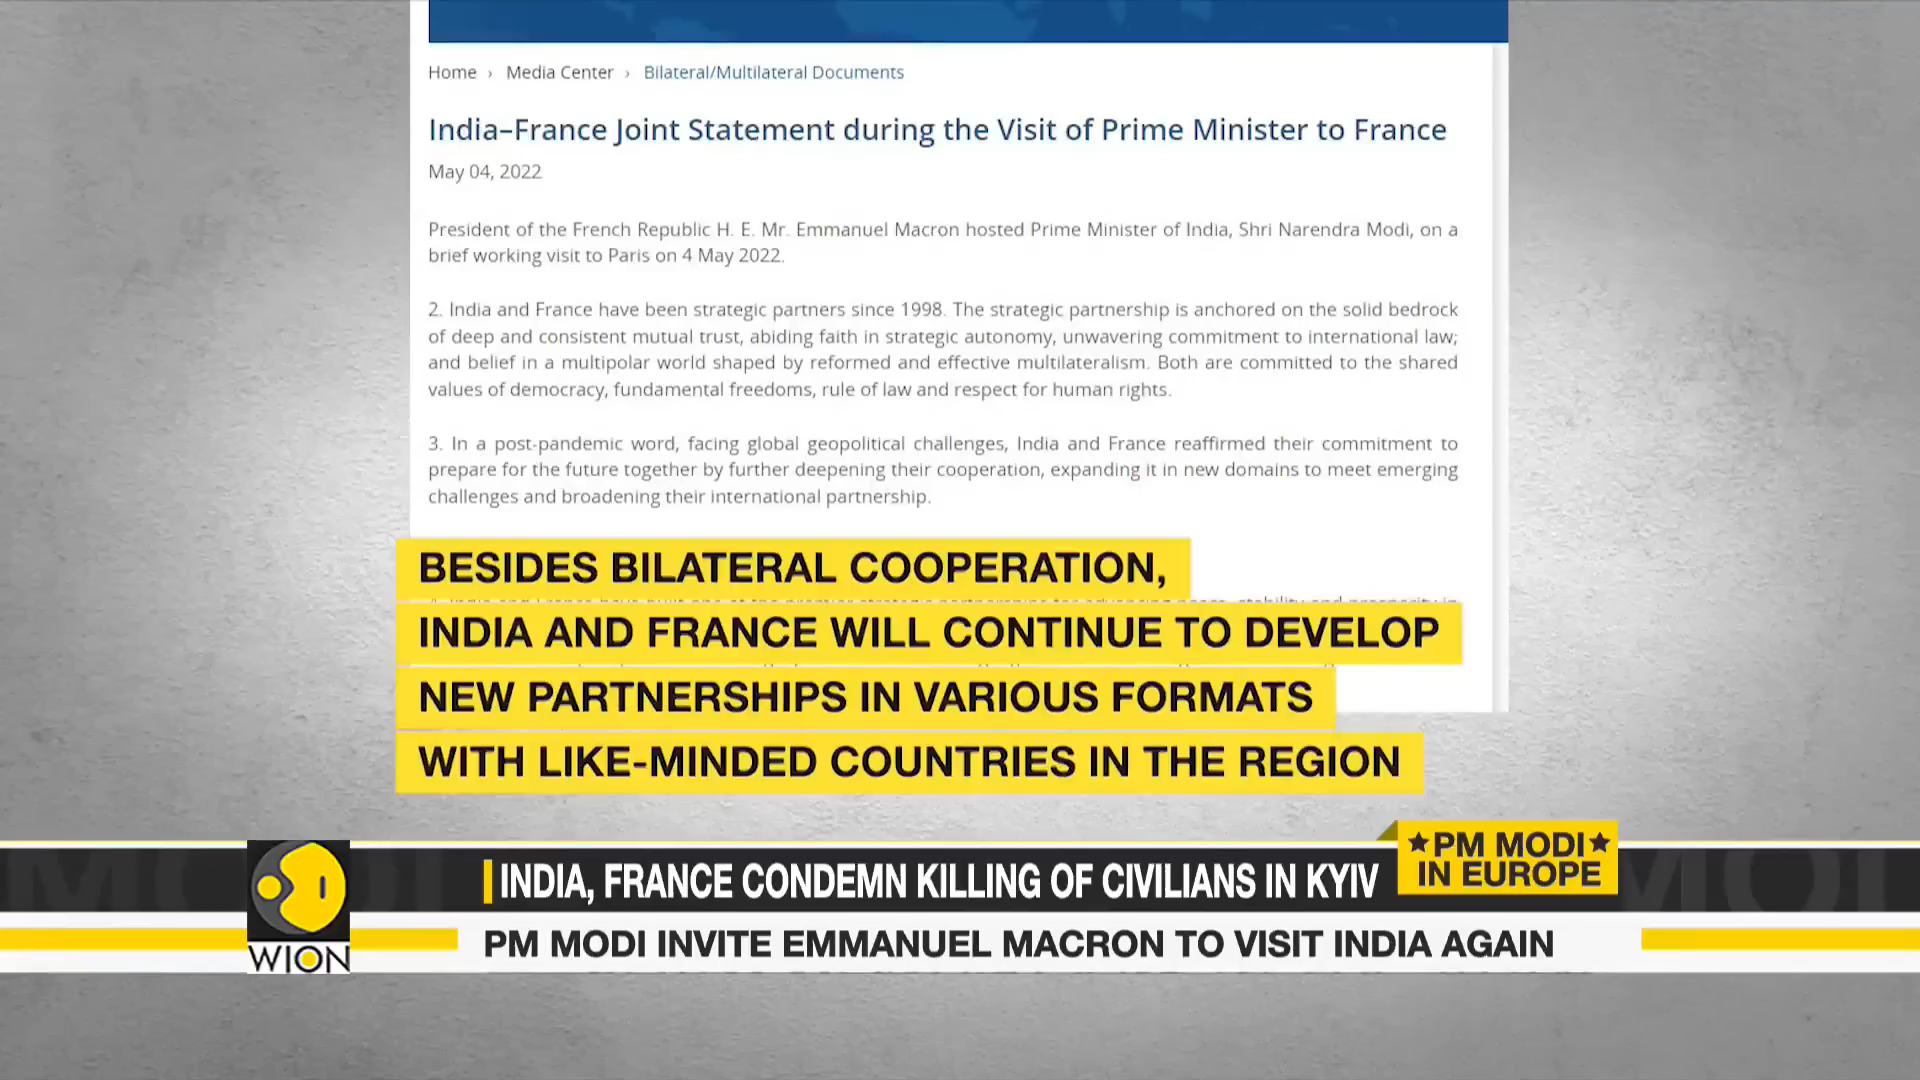 Home › Media Center › Bilateral/Multilateral Documents
India–France Joint Statement during the Visit of Prime Minister to France
May 04, 2022
President of the French Republic H. E. Mr. Emmanuel Macron hosted Prime Minister of India, Shri Narendra Modi, on a
brief working visit to Paris on 4 May 2022.
2. India and France have been strategic partners since 1998. The strategic partnership is anchored on the solid bedrock
of deep and consistent mutual trust, abiding faith in strategic autonomy, unwavering commitment to international law;
and belief in a multipolar world shaped by reformed and effective multilateralism. Both are committed to the shared
values of democracy, fundamental freedoms, rule of law and respect for human rights.
3. In a post-pandemic word, facing global geopolitical challenges, India and France reaffirmed their commitment to
prepare for the future together by further deepening their cooperation, expanding it in new domains to meet emerging
challenges and broadening their international partnership.
BESIDES BILATERAL COOPERATION,
INDIA AND FRANCE WILL CONTINUE TO DEVELOP
NEW PARTNERSHIPS IN VARIOUS FORMATS
WITH LIKE-MINDED COUNTRIES IN THE REGION
PM MODI
IN EUROPE
INDIA, FRANCE CONDEMN KILLING OF CIVILIANS IN KYIV
PM MODI INVITE EMMANUEL MACRON TO VISIT INDIA AGAIN
WION